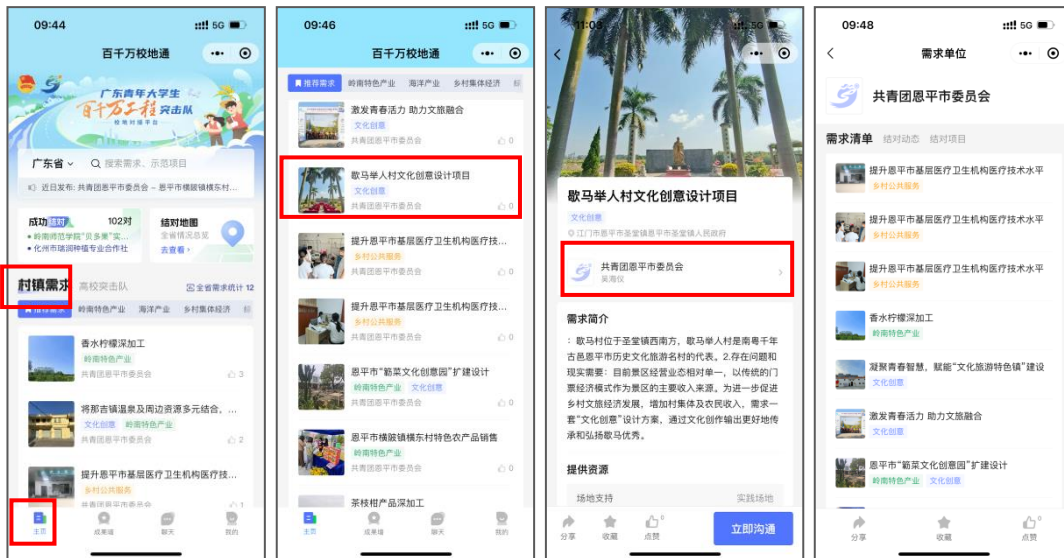 09:44
5G
百千万校地通
广东青年大学生
百千万工程突击队
校地对接平台
广东省
搜索需求、示范项目
近日发布: 共青团恩平市委员会 - 恩平市横陂镇横东村...
成功结对
102对
岭南师范学院“贝多果”实...
化州市瑞润种植专业合作社
结对地图
全省情况总览
去查看
村镇需求
高校突击队
全省需求统计 12
推荐需求
岭南特色产业
海洋产业
乡村集体经济
香水柠檬深加工
岭南特色产业
共青团恩平市委员会
3
将那吉镇温泉及周边资源多元结合，...
文化创意 岭南特色产业
共青团恩平市委员会
2
提升恩平市基层医疗卫生机构医疗技...
乡村公共服务
共青团恩平市委员会
1
主页
成果墙
聊天
我的
09:46
5G
百千万校地通
推荐需求
岭南特色产业
海洋产业
乡村集体经济
激发青春活力 助力文旅融合
文化创意
共青团恩平市委员会
0
歇马举人村文化创意设计项目
文化创意
共青团恩平市委员会
0
提升恩平市基层医疗卫生机构医疗技...
乡村公共服务
共青团恩平市委员会
0
提升恩平市基层医疗卫生机构医疗技...
乡村公共服务
共青团恩平市委员会
0
恩平市“簕菜文化创意园”扩建设计
岭南特色产业 文化创意
共青团恩平市委员会
0
恩平市横陂镇横东村特色农产品销售
岭南特色产业
共青团恩平市委员会
0
茶枝柑产品深加工
主页
成果墙
聊天
我的
11:03
5G
歇马举人村文化创意设计项目
文化创意
江门市恩平市圣堂镇恩平市圣堂镇人民政府
共青团恩平市委员会
吴海仪
需求简介
：歇马村位于圣堂镇西南方，歇马举人村是南粤千年
古邑恩平市历史文化旅游名村的代表。2.存在问题和
现实需要：目前景区经营业态相对单一，以传统的门
票经济模式作为景区的主要收入来源。为进一步促进
乡村文旅经济发展，增加村集体及农民收入，需求一
套“文化创意”设计方案，通过文化创作输出更好地传
承和弘扬歇马优秀。
提供资源
场地支持
实践场地
分享
收藏
点赞
0
立即沟通
09:48
5G
需求单位
共青团恩平市委员会
需求清单
结对动态
结对项目
提升恩平市基层医疗卫生机构医疗技术水平
乡村公共服务
提升恩平市基层医疗卫生机构医疗技术水平
乡村公共服务
提升恩平市基层医疗卫生机构医疗技术水平
乡村公共服务
香水柠檬深加工
岭南特色产业
凝聚青春智慧，赋能“文化旅游特色镇”建设
文化创意
激发青春活力 助力文旅融合
文化创意
恩平市“簕菜文化创意园”扩建设计
岭南特色产业 文化创意
分享
收藏
点赞
0